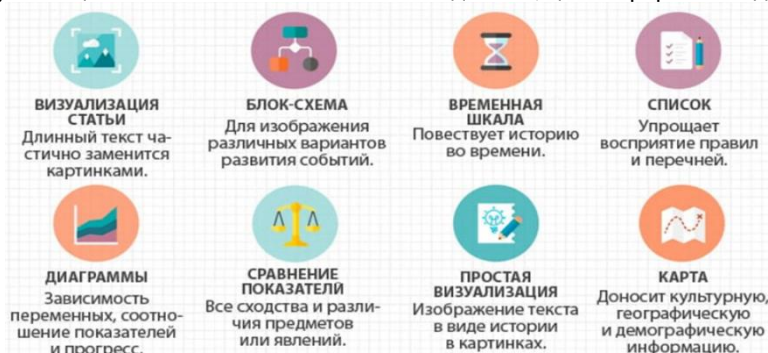 ВИЗУАЛИЗАЦИЯ
СТАТЬИ
Длинный текст ча-
стично заменится
картинками.
БЛОК-СХЕМА
Для изображения
различных вариантов
развития событий.
ВРЕМЕННАЯ
ШКАЛА
Повествует историю
во времени.
СПИСОК
Упрощает
восприятие правил
и перечней.
ДИАГРАММЫ
Зависимость
переменных, соотно-
шение показателей
и прогресс.
СРАВНЕНИЕ
ПОКАЗАТЕЛИ
Все сходства и разли-
чия предметов
или явлений.
ПРОСТАЯ
ВИЗУАЛИЗАЦИЯ
Изображение текста
в виде истории
в картинках.
КАРТА
Доносит культурную,
географическую
и демографическую
информацию.